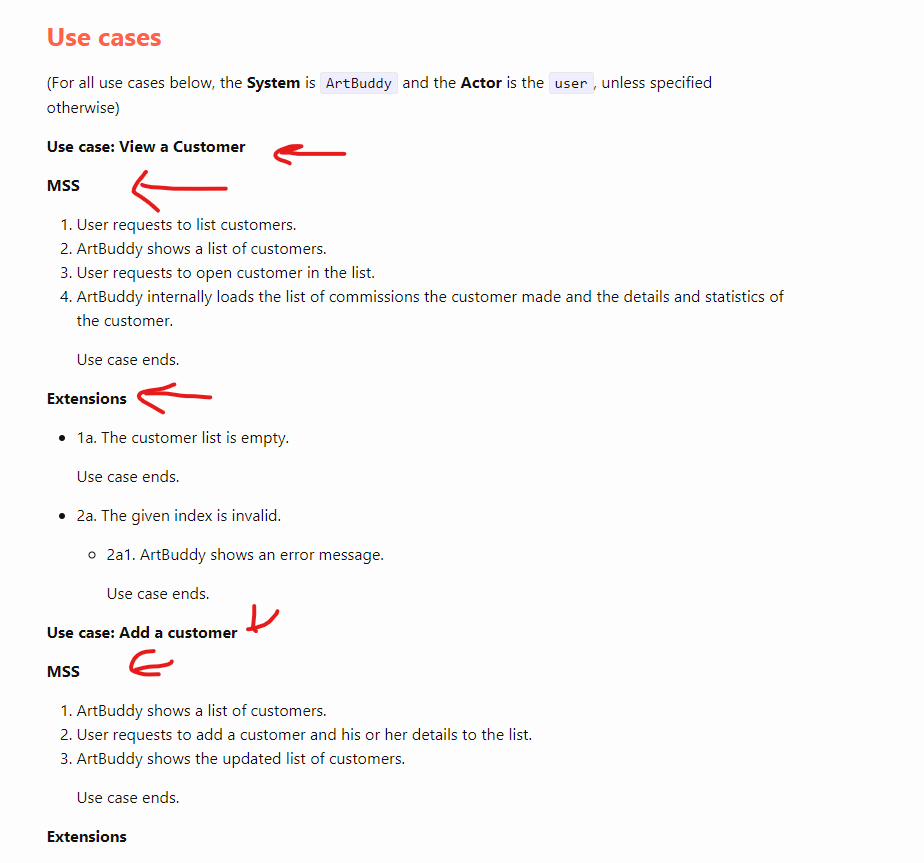 Use cases
(For all use cases below, the System is ArtBuddy and the Actor is the user, unless specified
otherwise)
Use case: View a Customer
MSS
1. User requests to list customers.
2. ArtBuddy shows a list of customers.
3. User requests to open customer in the list.
4. ArtBuddy internally loads the list of commissions the customer made and the details and statistics of
the customer.
Use case ends.
Extensions
• 1a. The customer list is empty.
Use case ends.
• 2a. The given index is invalid.
○ 2a1. ArtBuddy shows an error message.
Use case ends.
Use case: Add a customer
MSS
1. ArtBuddy shows a list of customers.
2. User requests to add a customer and his or her details to the list.
3. ArtBuddy shows the updated list of customers.
Use case ends.
Extensions